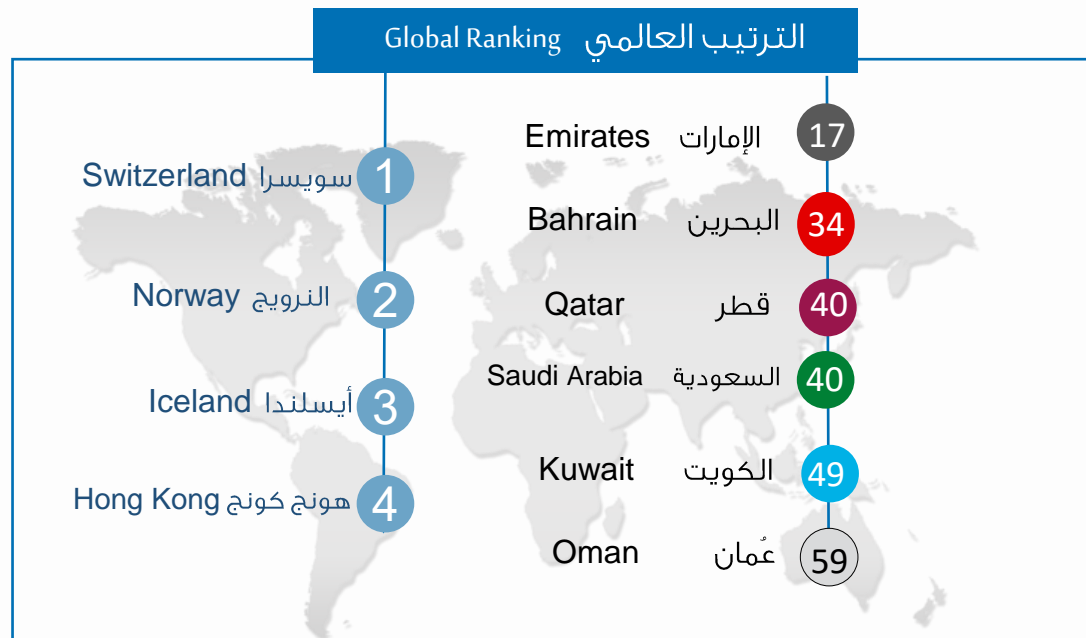 الترتيب العالمي Global Ranking
Emirates الإمارات 17
Bahrain البحرين 34
Qatar قطر 40
Saudi Arabia السعودية 40
Kuwait الكويت 49
Oman عُمان 59
Switzerland سويسرا 1
Norway النرويج 2
Iceland أيسلندا 3
Hong Kong هونج كونج 4